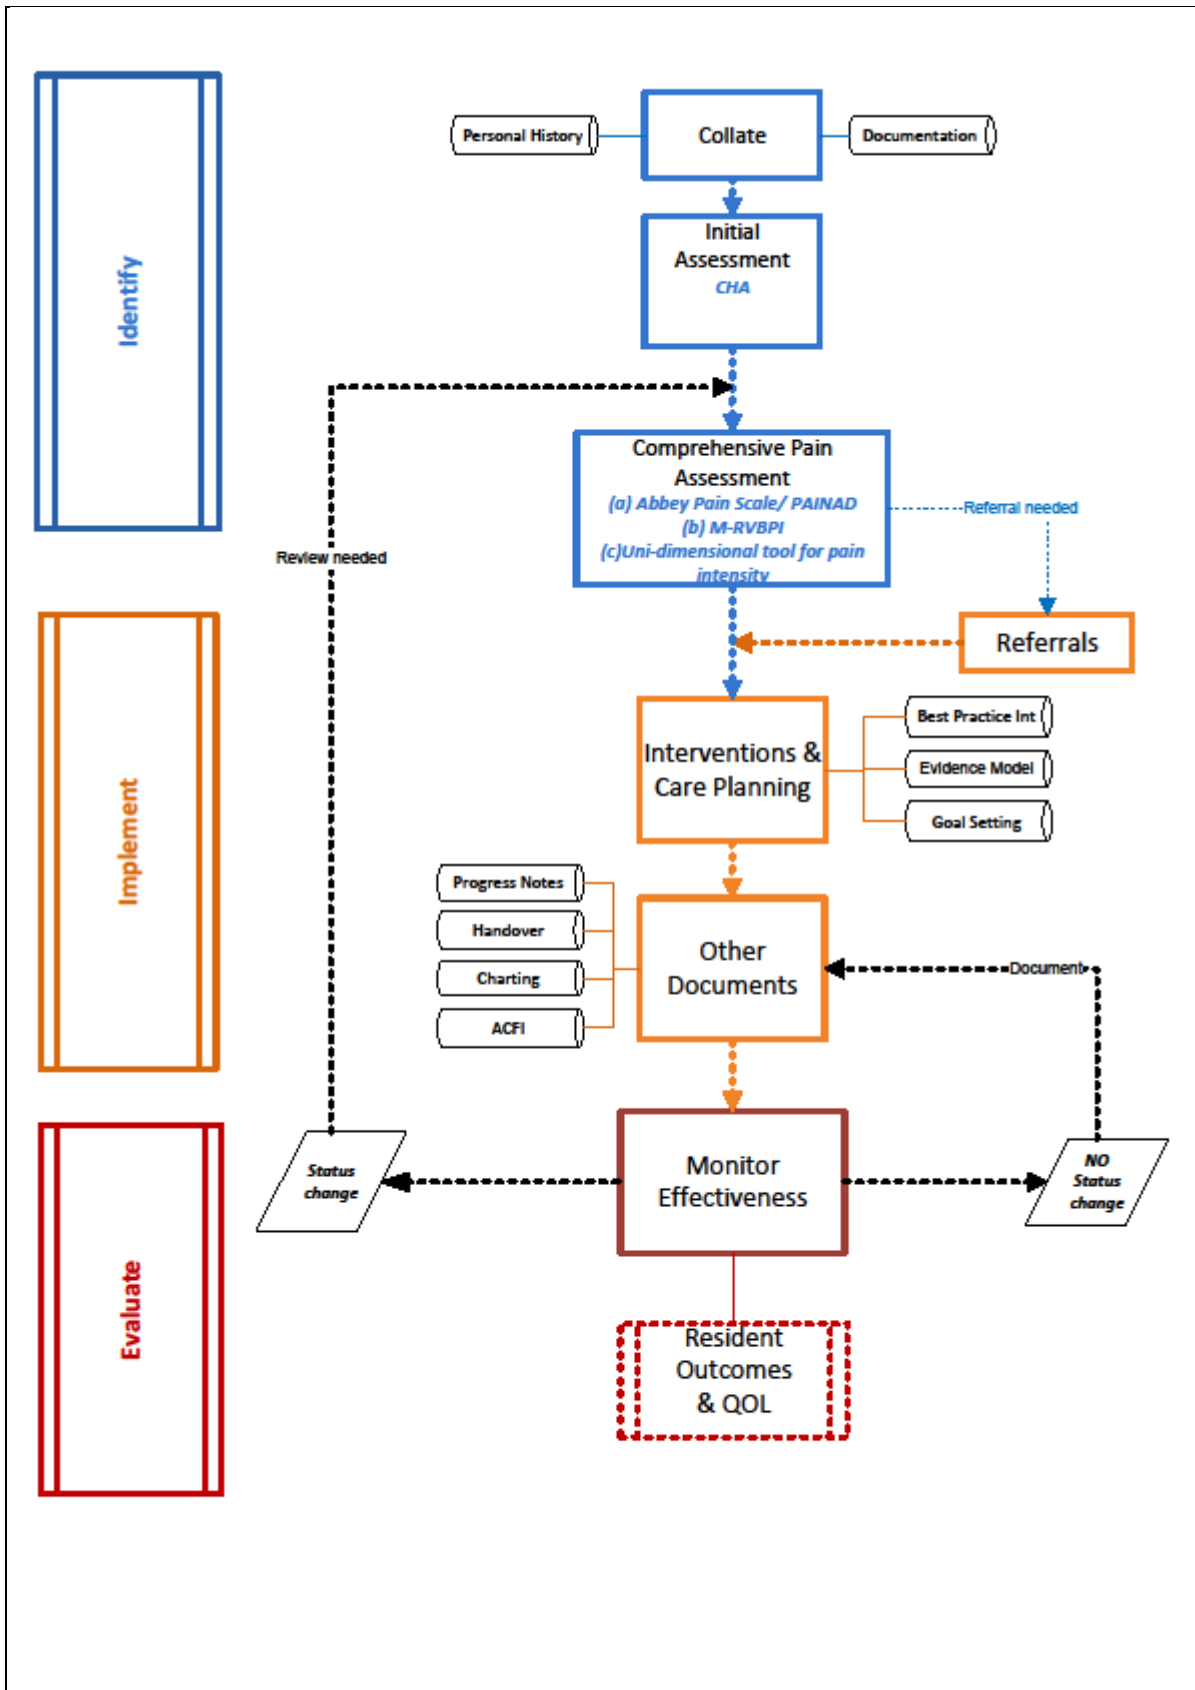 Identify
Personal History
Collate
Documentation
Initial
Assessment
CHA
Comprehensive Pain
Assessment
(a) Abbey Pain Scale/ PAINAD
(b) M-RVBPI
(c)Uni-dimensional tool for pain
intensity
Referral needed
Review needed
Implement
Referrals
Interventions &
Care Planning
Best Practice Int
Evidence Model
Goal Setting
Progress Notes
Handover
Charting
ACFI
Other
Documents
Document
Evaluate
Status
change
Monitor
Effectiveness
NO
Status
change
Resident
Outcomes
& QOL